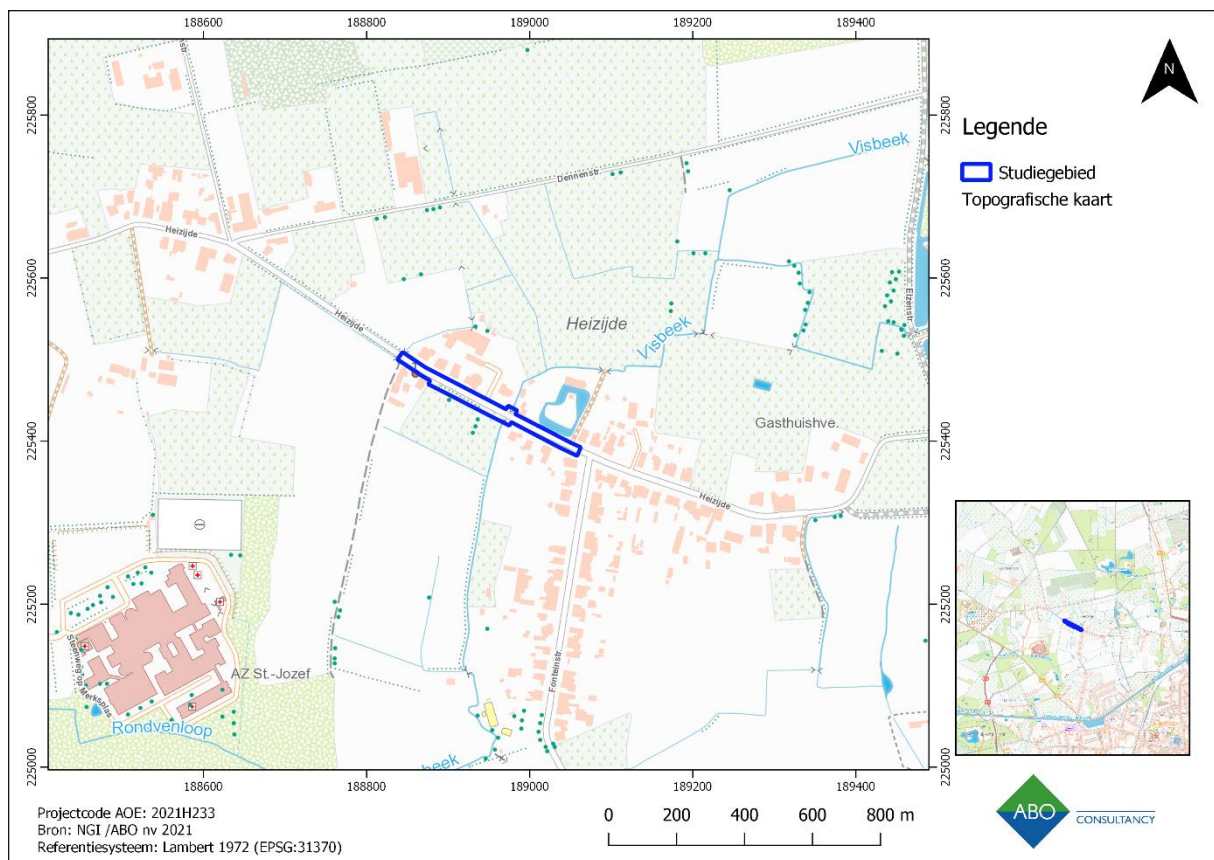 188600 188800 189000 189200 189400
225800
225600
225400
225200
225000
225800
225600
225400
225200
225000
N
Legende
Studiegebied
Topografische kaart
Visbeek
Dennenstr.
Heizijde
Heizijde
Heizijde
Visbeek
Elzenstr.
Gasthuishve.
Heizijde
Fonteinstr.
AZ St.-Jozef
Steenweg op Merksplas
Rondvenloop
Visbeek
188600 188800 189000 189200 189400
Projectcode AOE: 2021H233
Bron: NGI /ABO nv 2021
Referentiesysteem: Lambert 1972 (EPSG:31370)
0 200 400 600 800 m
ABO
CONSULTANCY